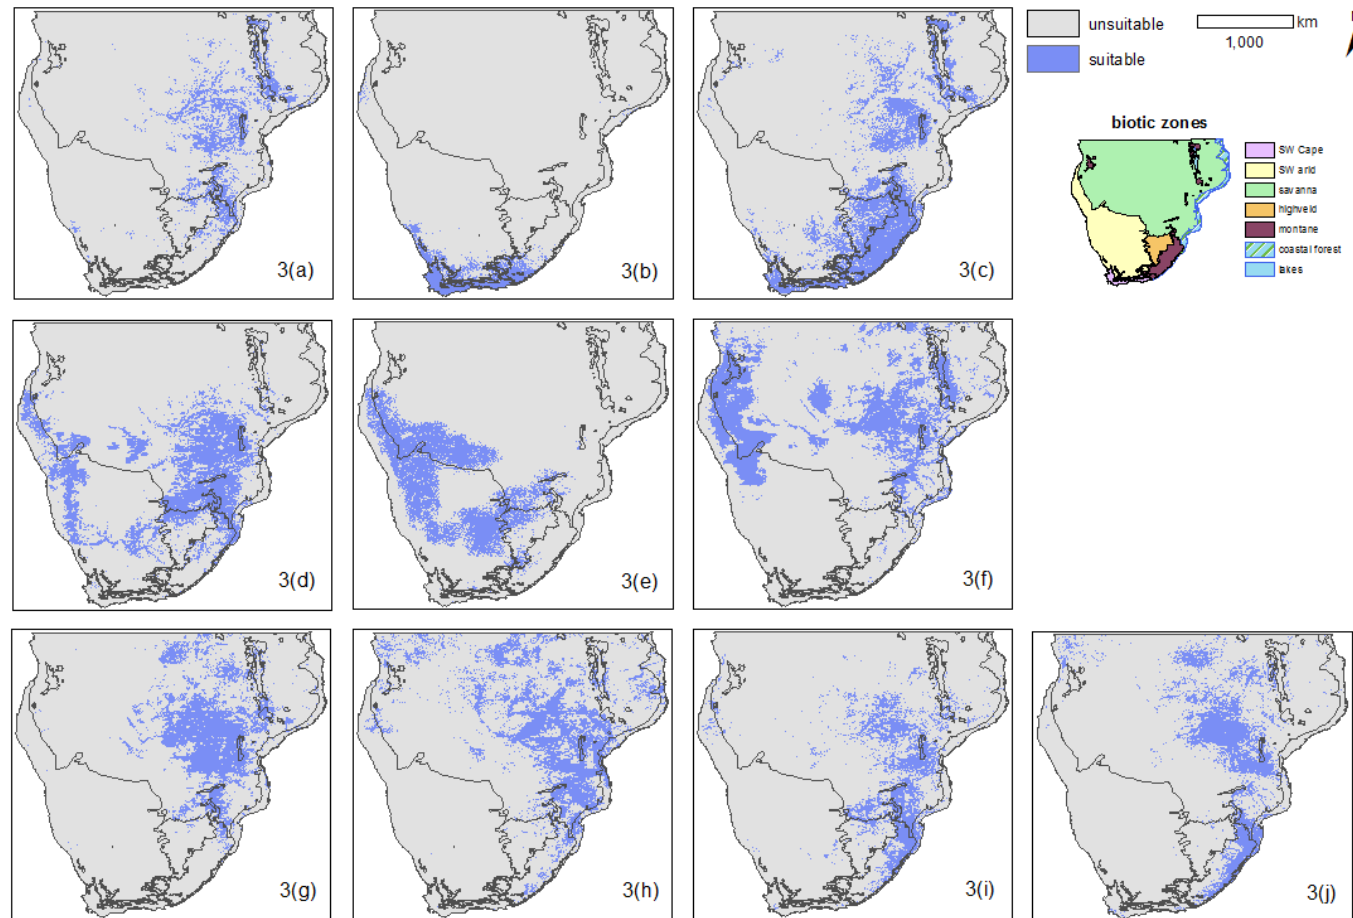 unsuitable
suitable
km
1,000
biotic zones
SW Cape
SW arid
savanna
highveld
montane
coastal forest
lakes
3(a)
3(b)
3(c)
3(d)
3(e)
3(f)
3(g)
3(h)
3(i)
3(j)